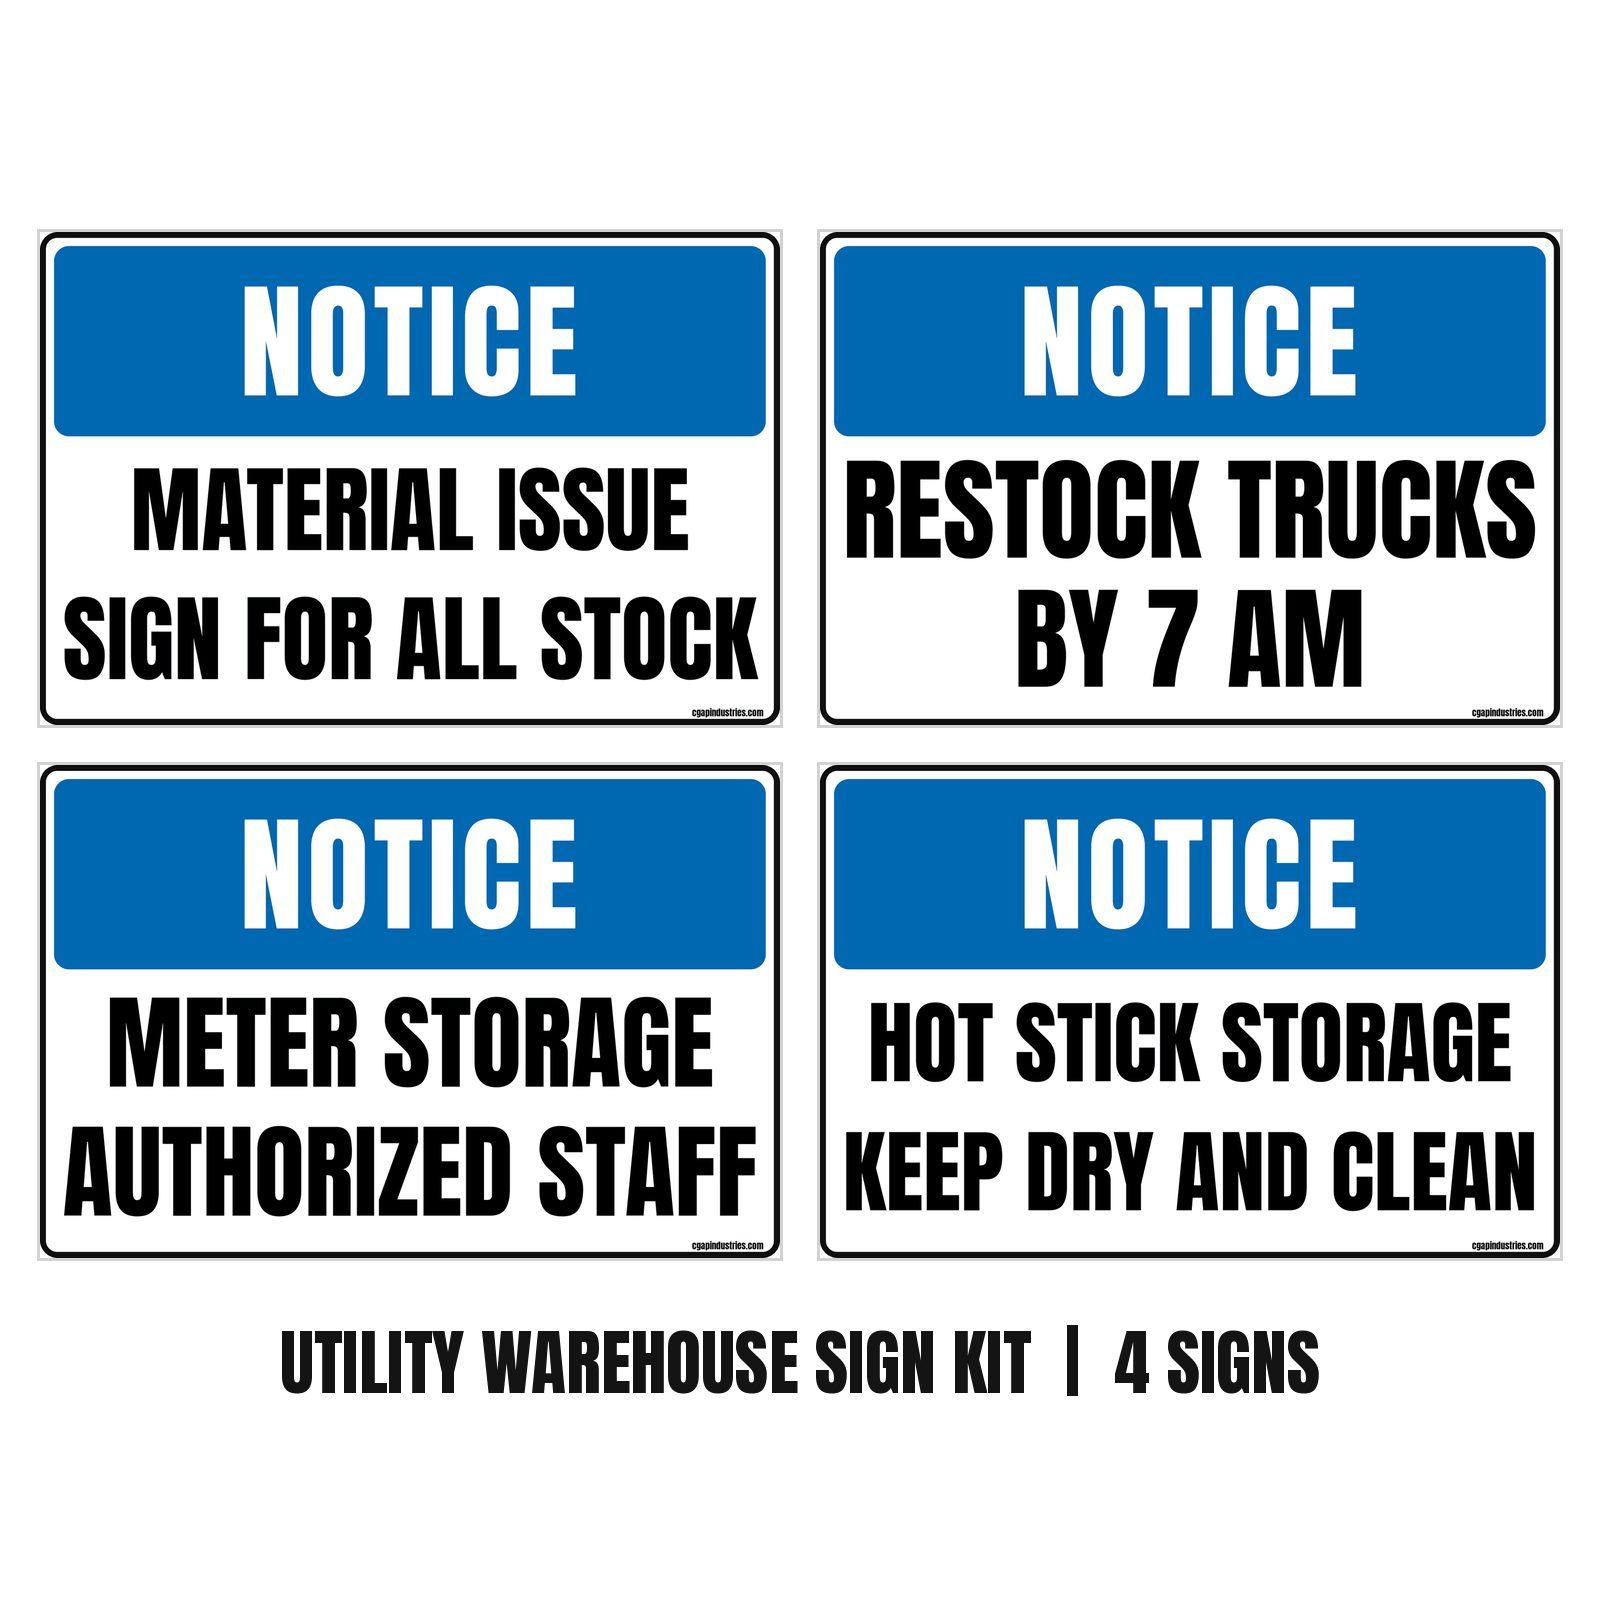 NOTICE
MATERIAL ISSUE
SIGN FOR ALL STOCK
cgapindustries.com
NOTICE
RESTOCK TRUCKS
BY 7 AM
cgapindustries.com
NOTICE
METER STORAGE
AUTHORIZED STAFF
cgapindustries.com
NOTICE
HOT STICK STORAGE
KEEP DRY AND CLEAN
cgapindustries.com
UTILITY WAREHOUSE SIGN KIT | 4 SIGNS